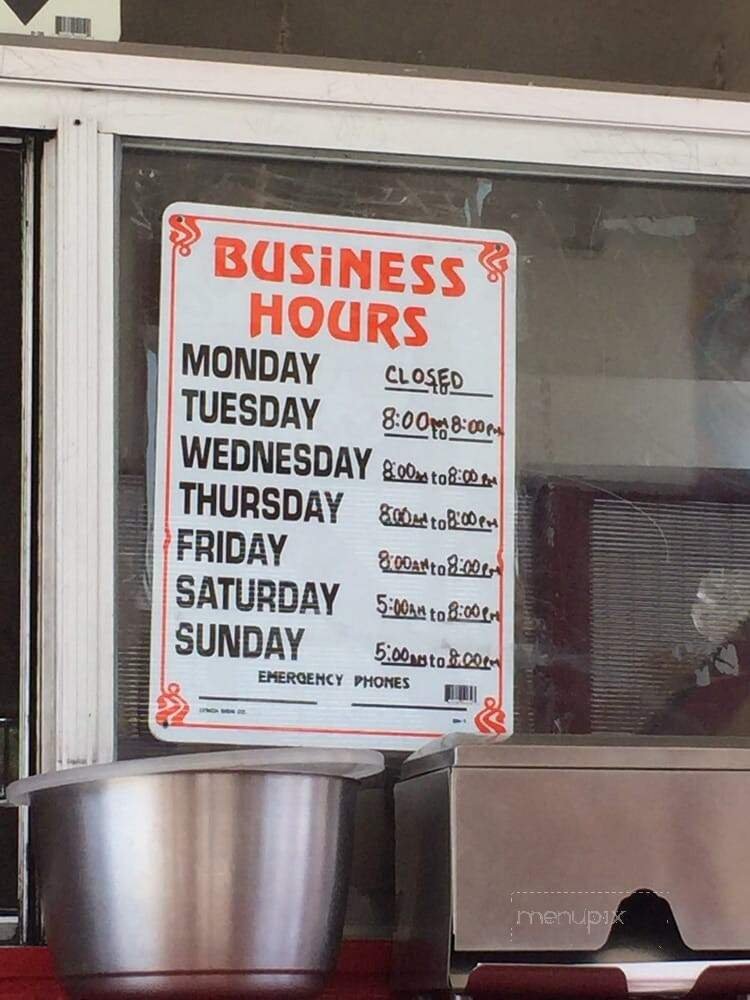 BUSINESS
HOURS
MONDAY CLOSED to
TUESDAY 8:00AM to 8:00PM
WEDNESDAY 8:00AM to 8:00PM
THURSDAY 8:00AM to 8:00PM
FRIDAY 8:00AM to 8:00PM
SATURDAY 5:00AM to 8:00PM
SUNDAY 5:00AM to 8:00PM
EMERGENCY PHONES
menupix